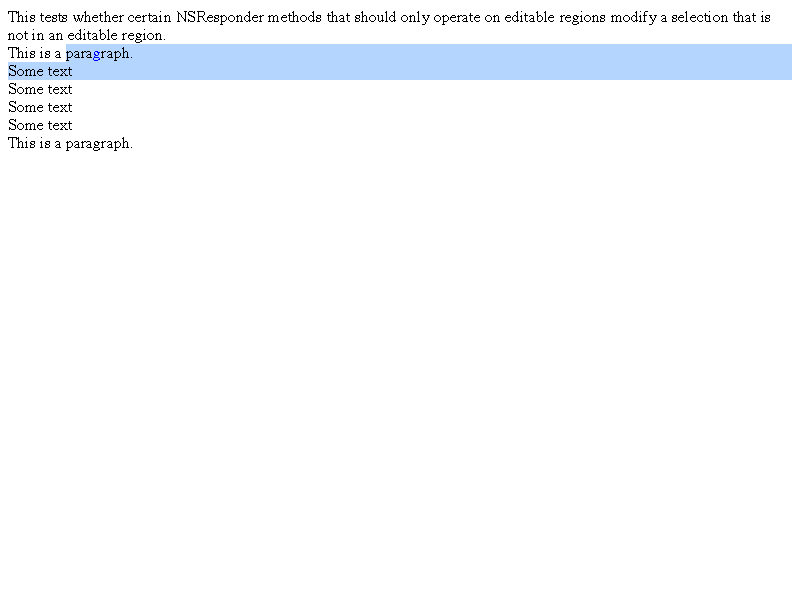 This tests whether certain NSResponder methods that should only operate on editable regions modify a selection that is
not in an editable region.
This is a paragraph.
Some text
Some text
Some text
Some text
This is a paragraph.